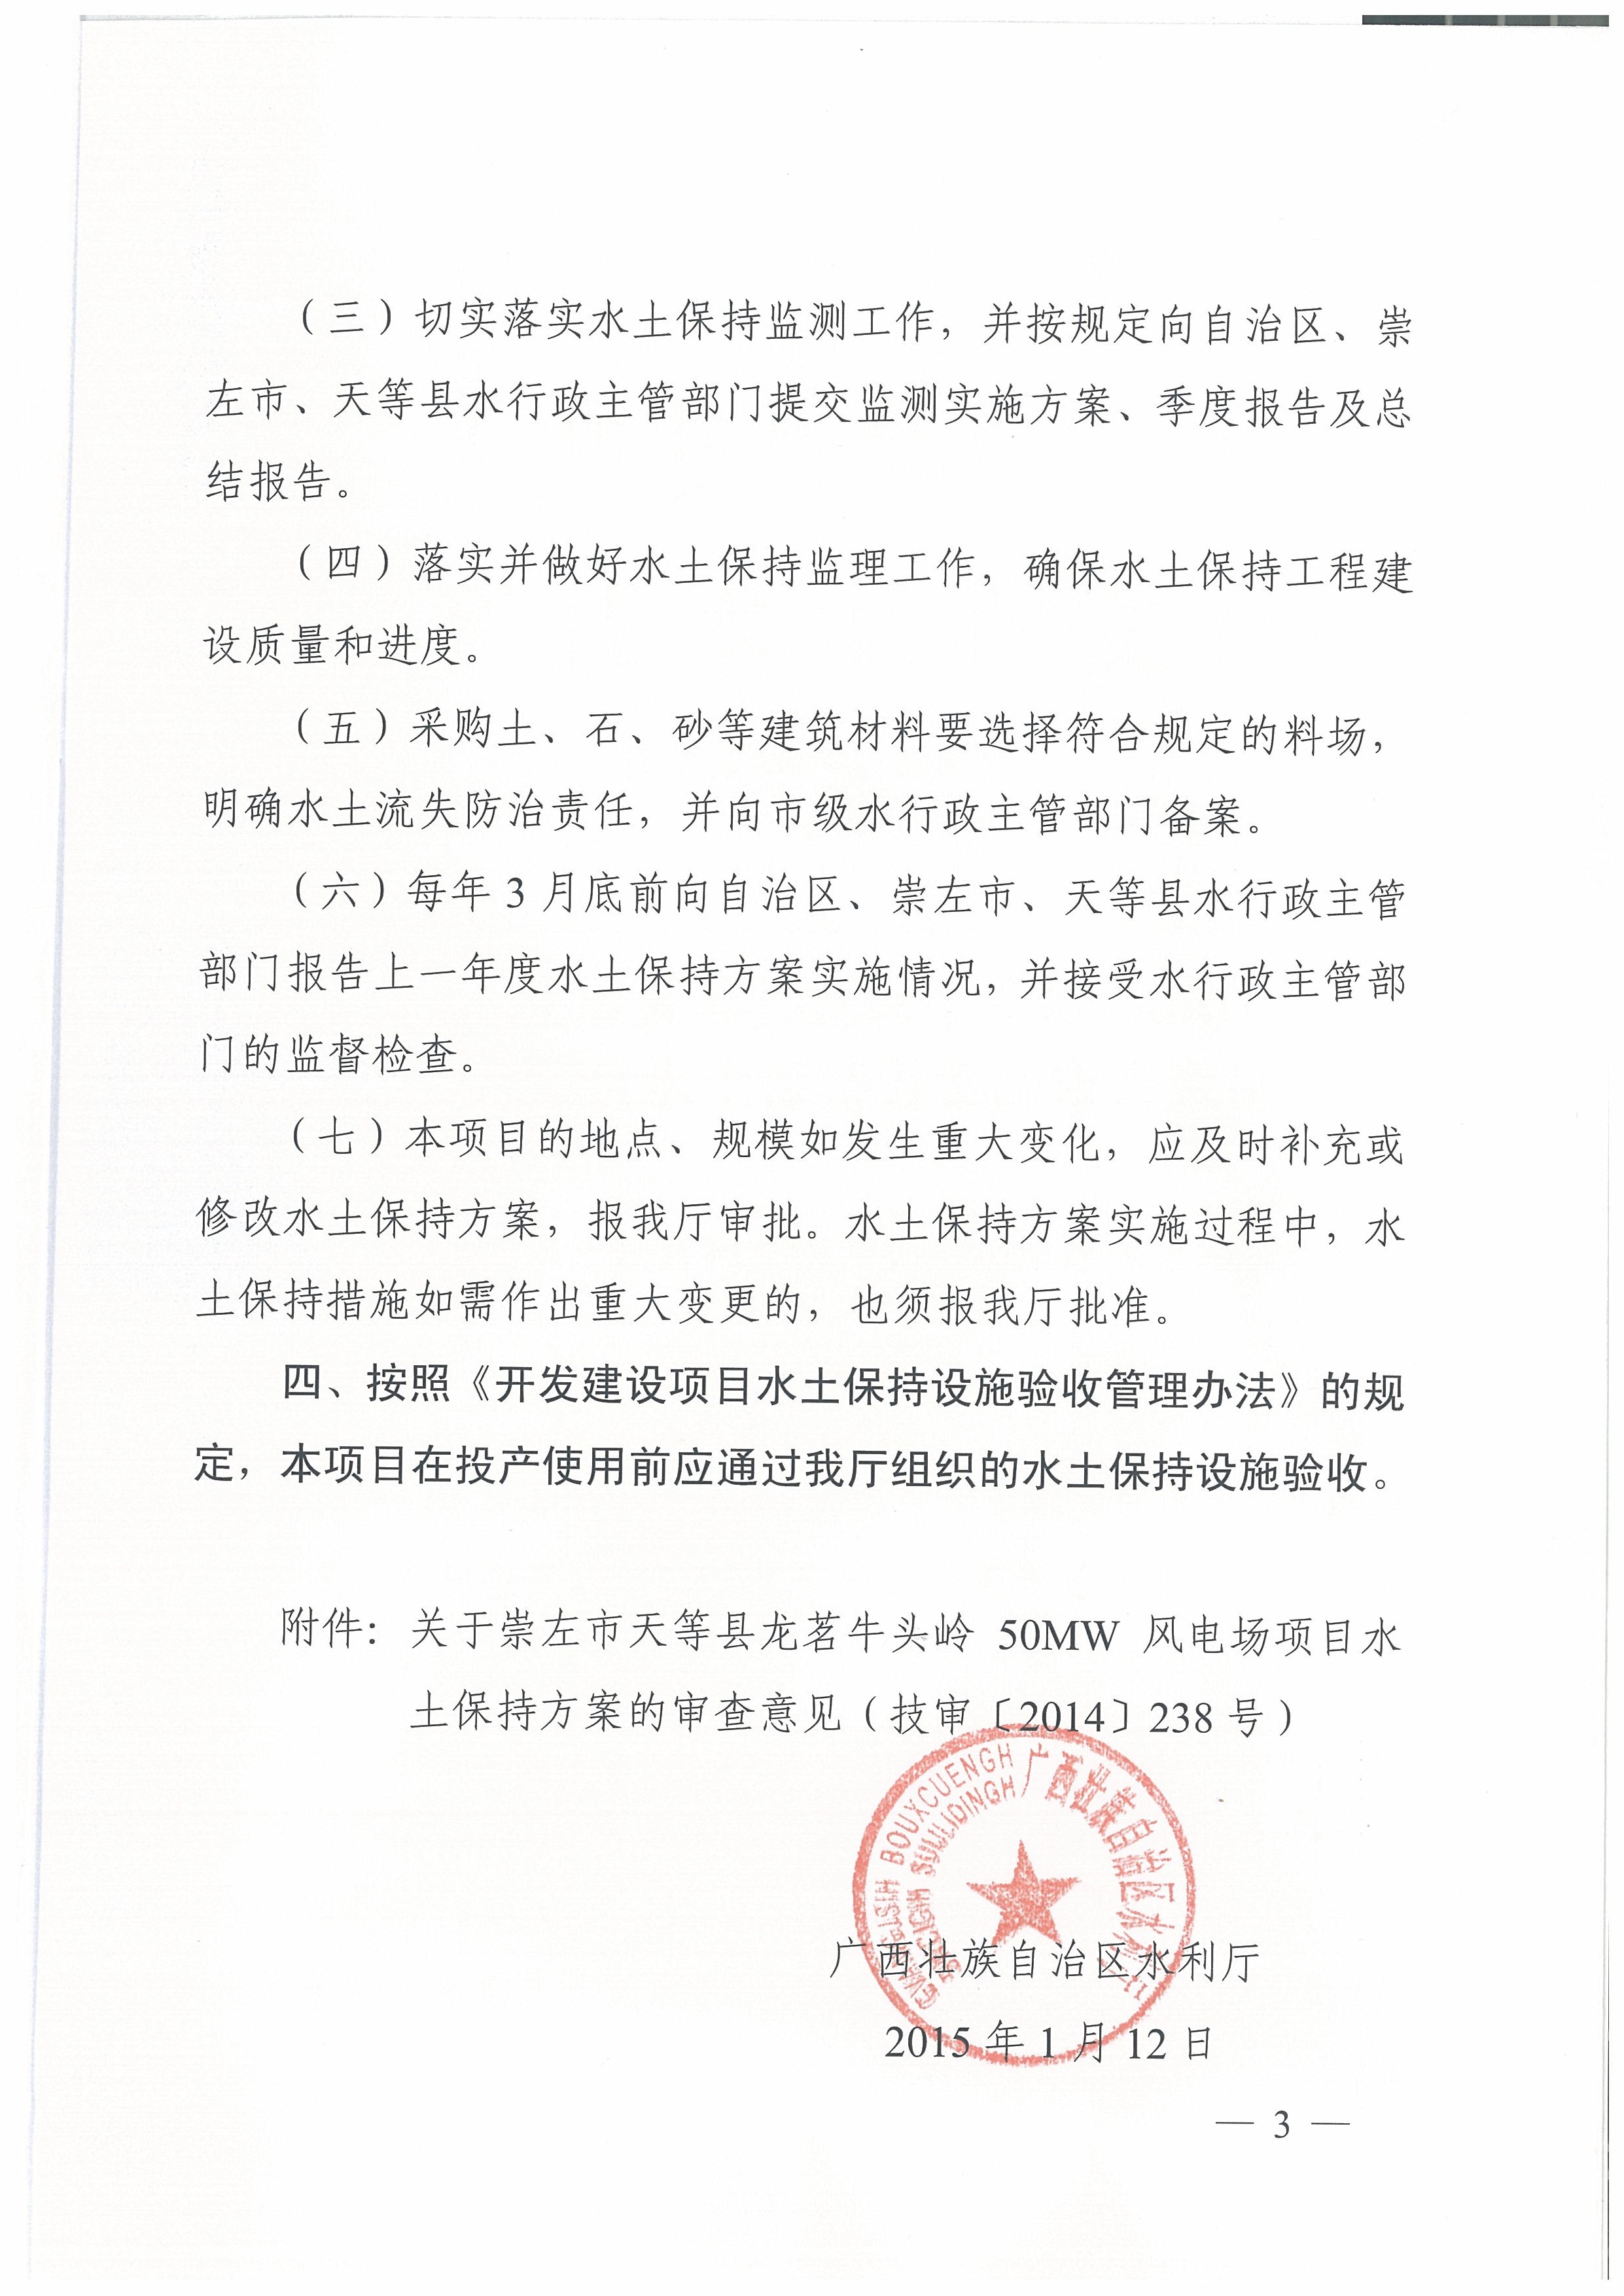 （三）切实落实水土保持监测工作，并按规定向自治区、崇
左市、天等县水行政主管部门提交监测实施方案、季度报告及总
结报告。
（四）落实并做好水土保持监理工作，确保水土保持工程建
设质量和进度。
（五）采购土、石、砂等建筑材料要选择符合规定的料场，
明确水土流失防治责任，并向市级水行政主管部门备案。
（六）每年 3 月底前向自治区、崇左市、天等县水行政主管
部门报告上一年度水土保持方案实施情况，并接受水行政主管部
门的监督检查。
（七）本项目的地点、规模如发生重大变化，应及时补充或
修改水土保持方案，报我厅审批。水土保持方案实施过程中，水
土保持措施如需作出重大变更的，也须报我厅批准。
四、按照《开发建设项目水土保持设施验收管理办法》的规
定，本项目在投产使用前应通过我厅组织的水土保持设施验收。
附件：关于崇左市天等县龙茗牛头岭 50MW 风电场项目水
土保持方案的审查意见（技审〔2014〕238 号）
BOUXCUENGH
SUIJLIDINGH
广西壮族自治区水利厅
广西壮族自治区水利厅
2015 年 1 月 12 日
— 3 —